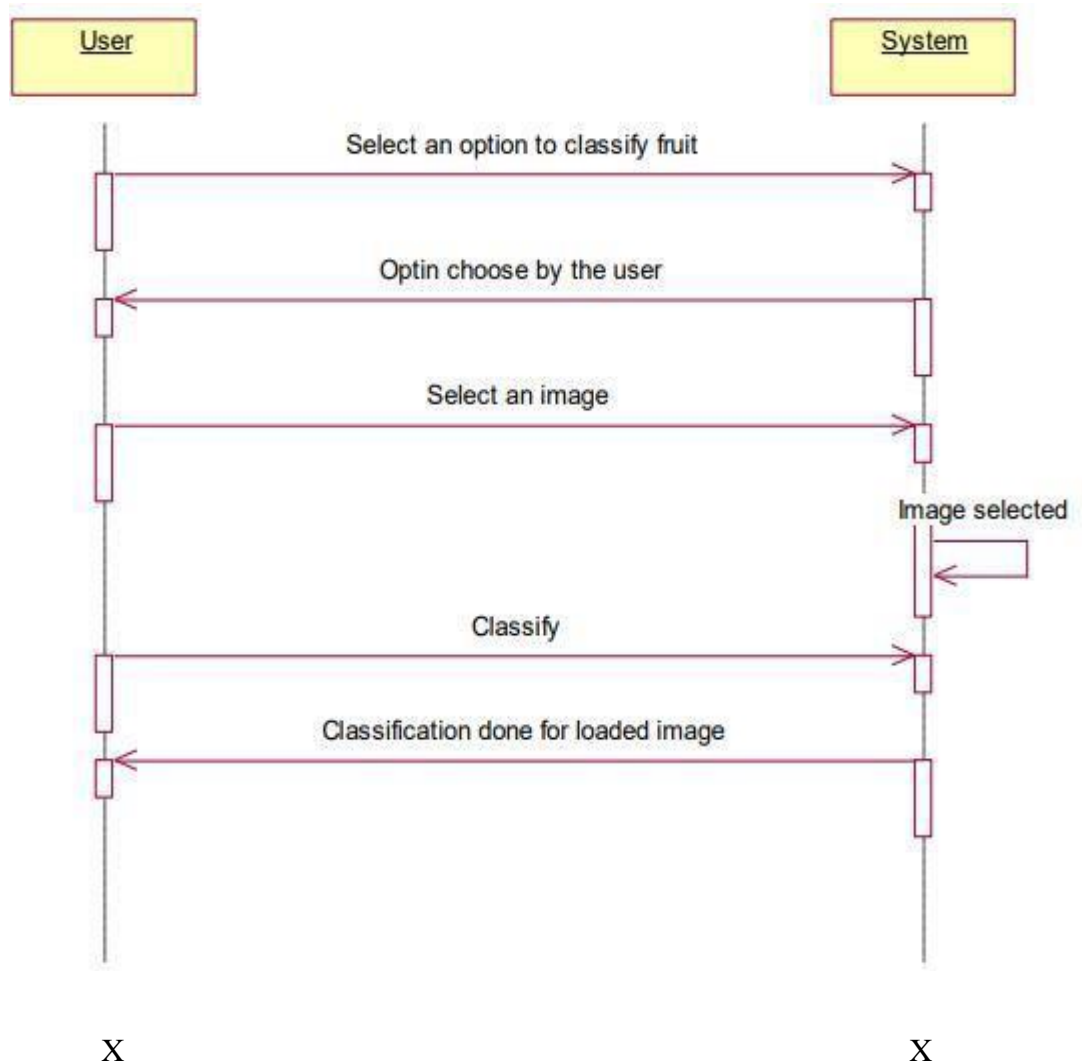 User
System
Select an option to classify fruit
Optin choose by the user
Select an image
Image selected
Classify
Classification done for loaded image
X
X